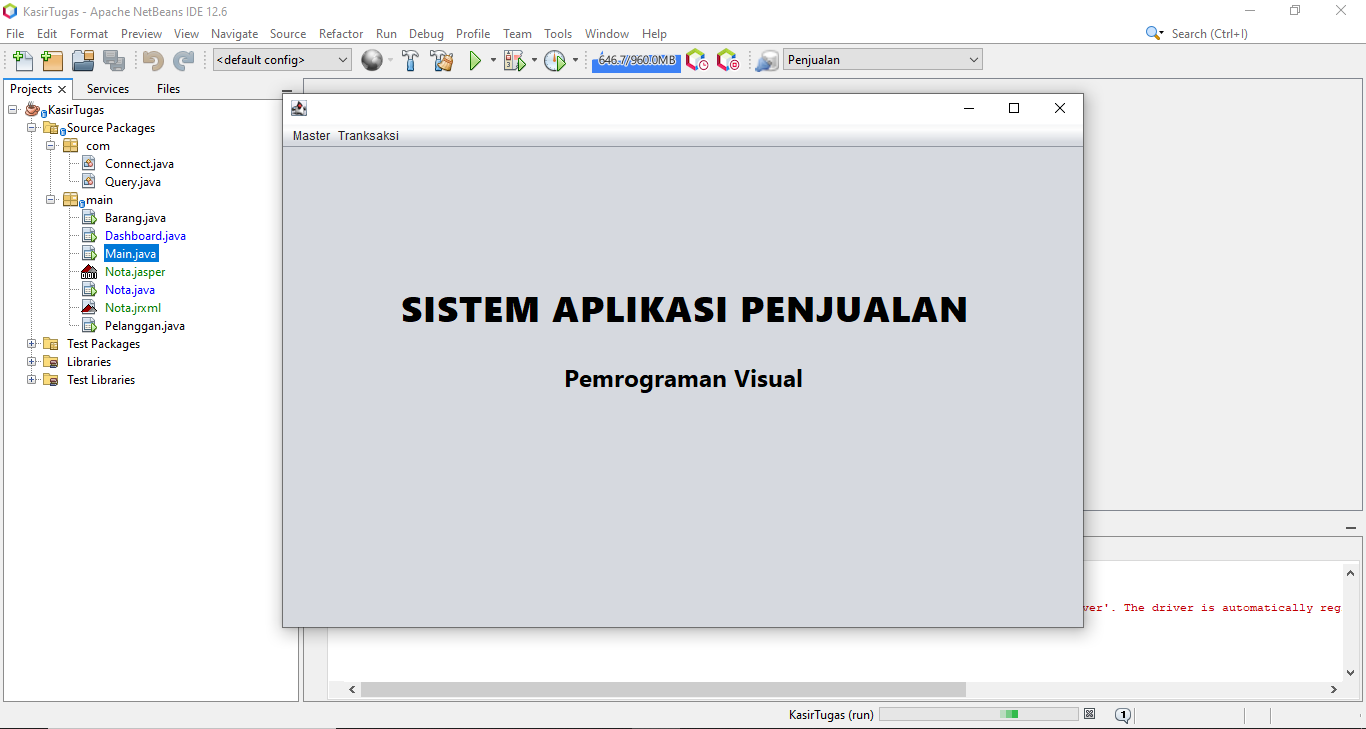 KasirTugas - Apache NetBeans IDE 12.6
File Edit Format Preview View Navigate Source Refactor Run Debug Profile Team Tools Window Help
Search (Ctrl+I)
<default config>
646.7/960.0MB
Penjualan
Projects
Services
Files
KasirTugas
Source Packages
com
Connect.java
Query.java
main
Barang.java
Dashboard.java
Main.java
Nota.jasper
Nota.java
Nota.jrxml
Pelanggan.java
Test Packages
Libraries
Test Libraries
Master Tranksaksi
SISTEM APLIKASI PENJUALAN
Pemrograman Visual
ver'. The driver is automatically reg
KasirTugas (run)
1